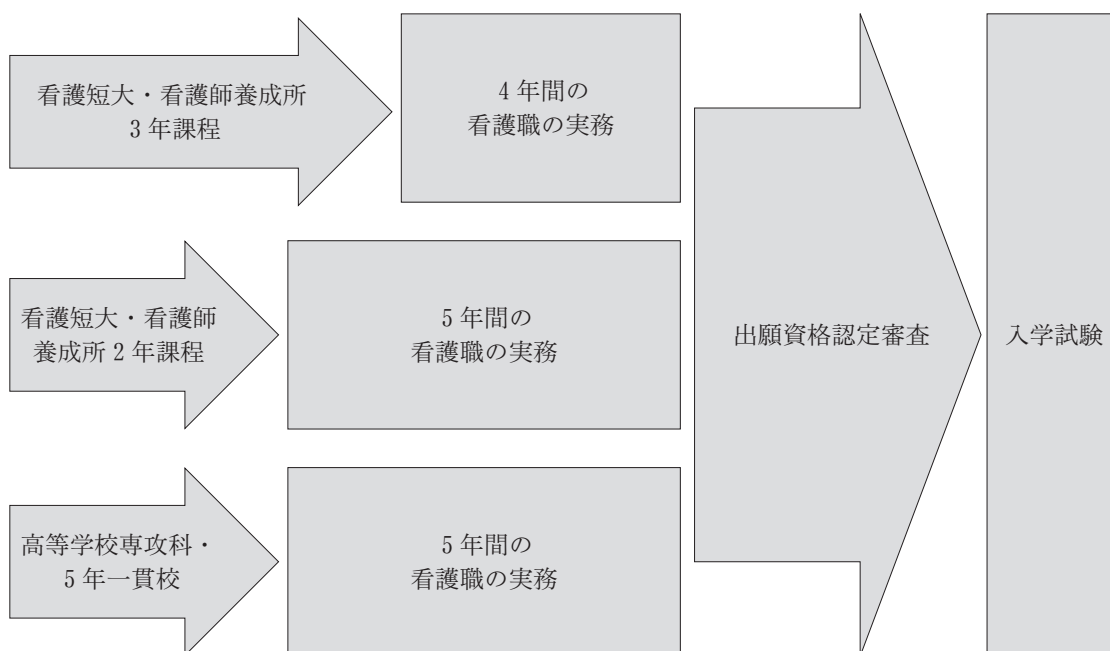 看護短大・看護師養成所
3年課程
4年間の
看護職の実務
看護短大・看護師
養成所2年課程
5年間の
看護職の実務
高等学校専攻科・
5年一貫校
5年間の
看護職の実務
出願資格認定審査
入学試験